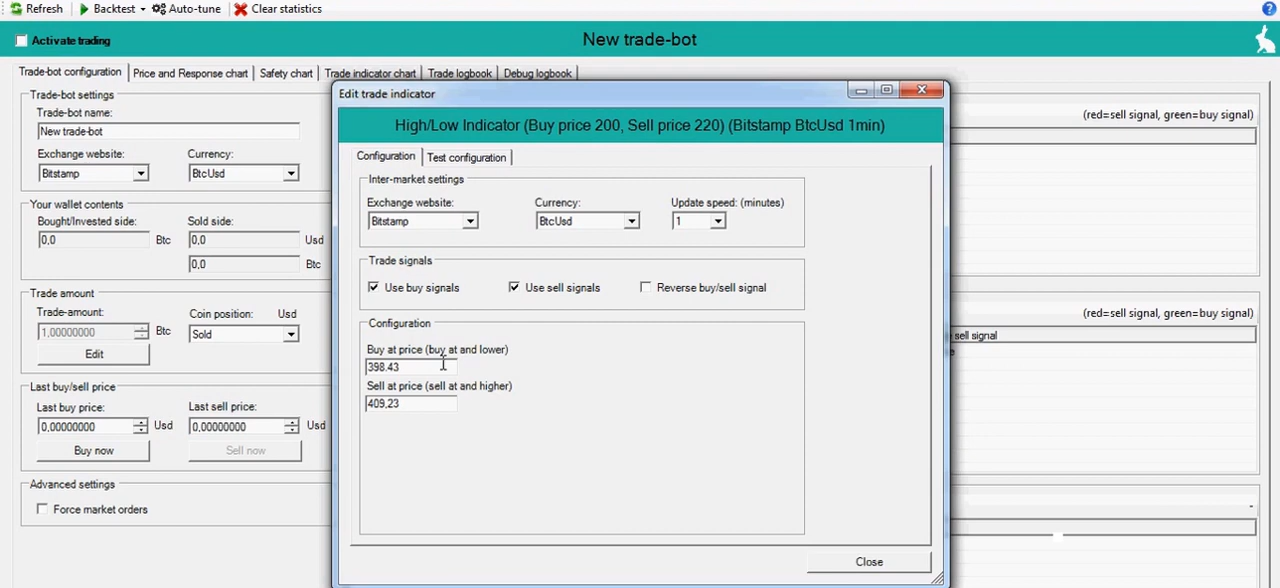 Refresh Backtest Auto-tune Clear statistics
Activate trading
New trade-bot
Trade-bot configuration Price and Response chart Safety chart Trade indicator chart Trade logbook Debug logbook
Trade-bot settings
Trade-bot name:
New trade-bot
Exchange website: Currency:
Bitstamp BtcUsd
Your wallet contents
Bought/Invested side: Sold side:
0,0 Btc 0,0 Usd
0,0 Btc
Trade amount
Trade-amount: Coin position: Usd
1,00000000 Btc Sold
Edit
Last buy/sell price
Last buy price: Last sell price:
0,00000000 Usd 0,00000000 Usd
Buy now Sell now
Advanced settings
Force market orders
Edit trade indicator
High/Low Indicator (Buy price 200, Sell price 220) (Bitstamp BtcUsd 1min)
Configuration Test configuration
Inter-market settings
Exchange website: Currency: Update speed: (minutes)
Bitstamp BtcUsd 1
Trade signals
Use buy signals Use sell signals Reverse buy/sell signal
Configuration
Buy at price (buy at and lower)
398.43
Sell at price (sell at and higher)
409,23
Close
(red=sell signal, green=buy signal)
(red=sell signal, green=buy signal)
sell signal